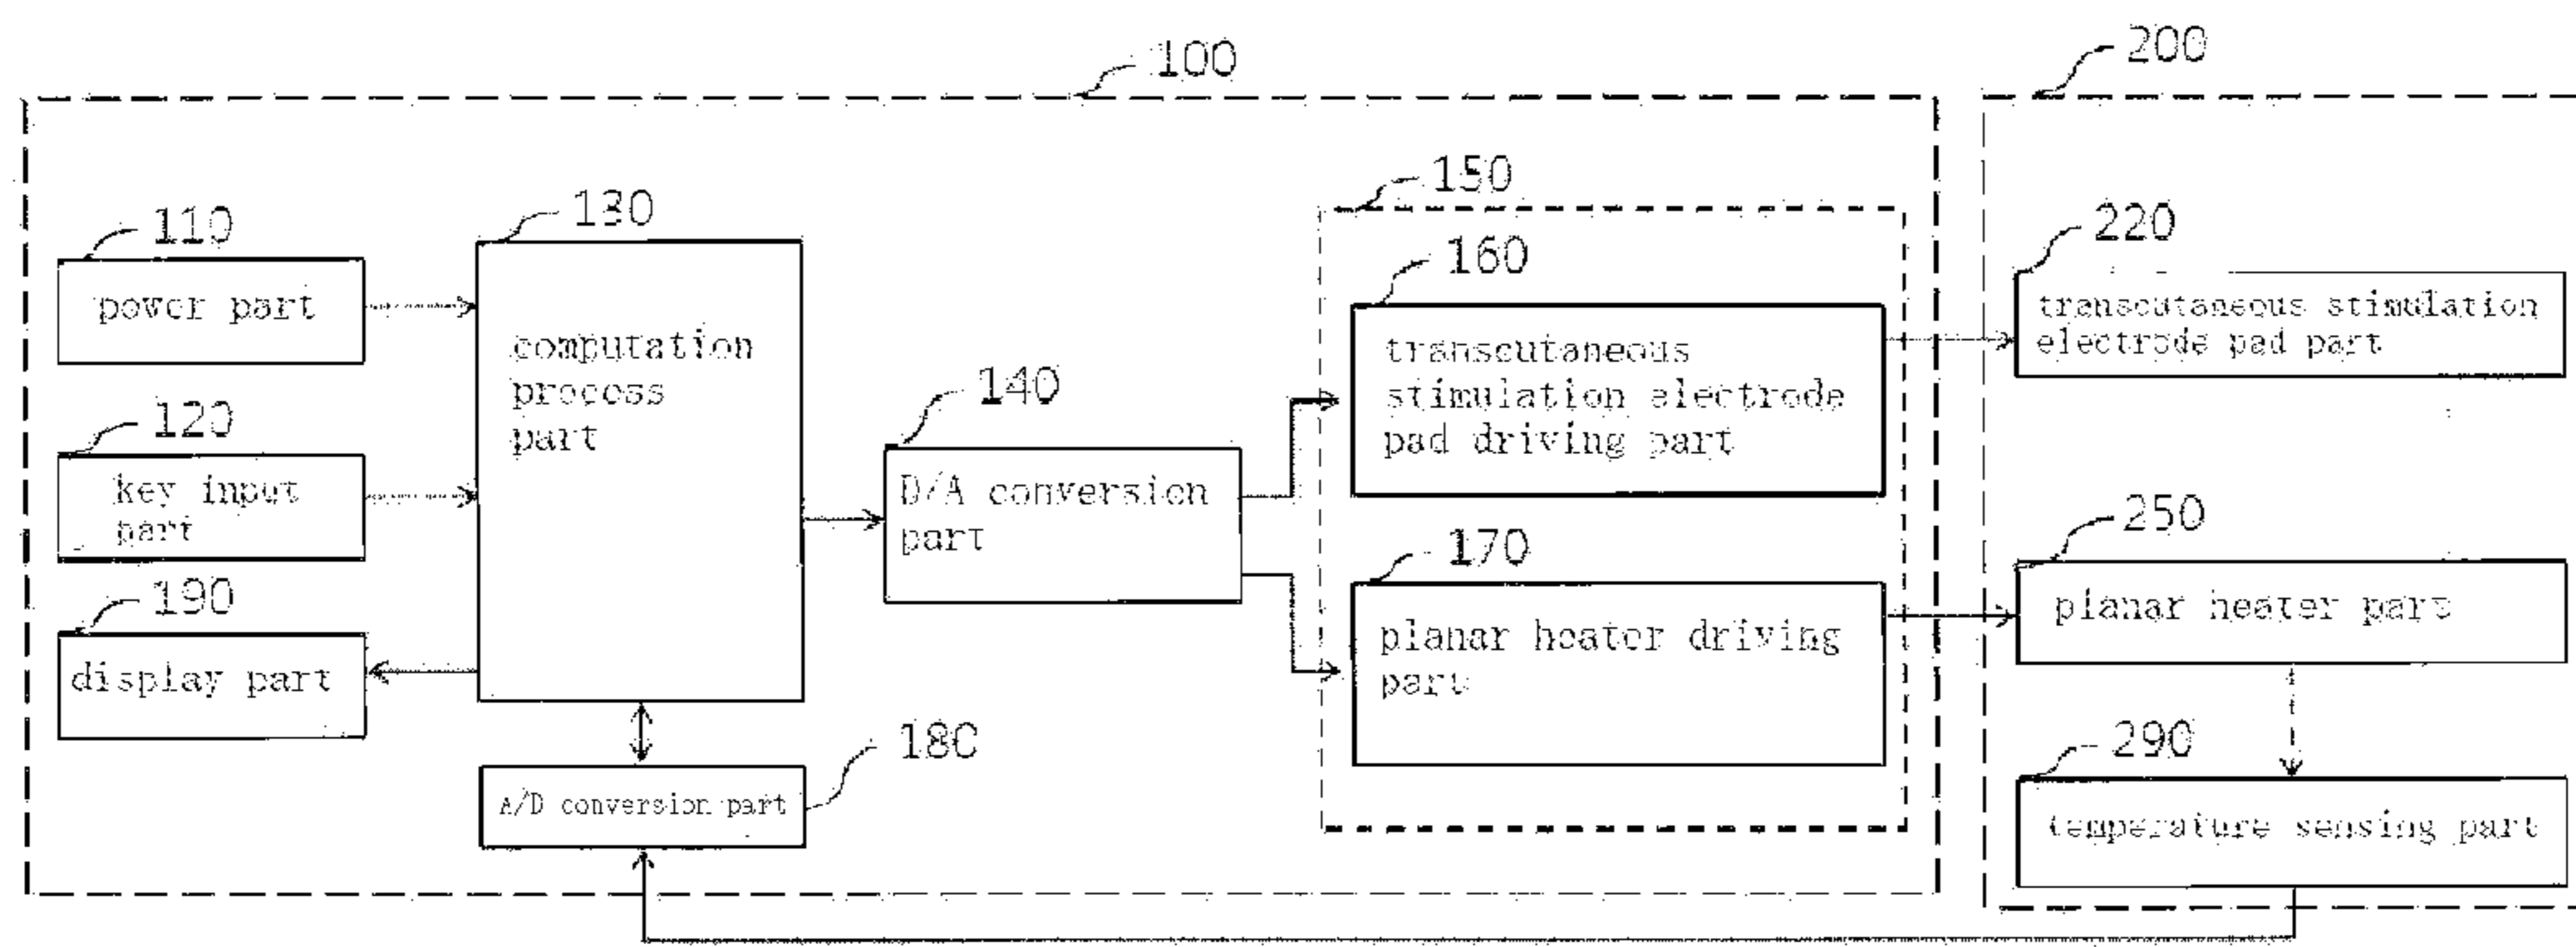 100
200
150
110
130
160
220
power part
transcutaneous stimulation
electrode pad part
computation
process
part
transcutaneous
stimulation electrode
pad driving part
120
140
key input
part
D/A conversion
part
170
250
190
planar heater driving
part
planar heater part
display part
180
290
A/D conversion part
temperature sensing part